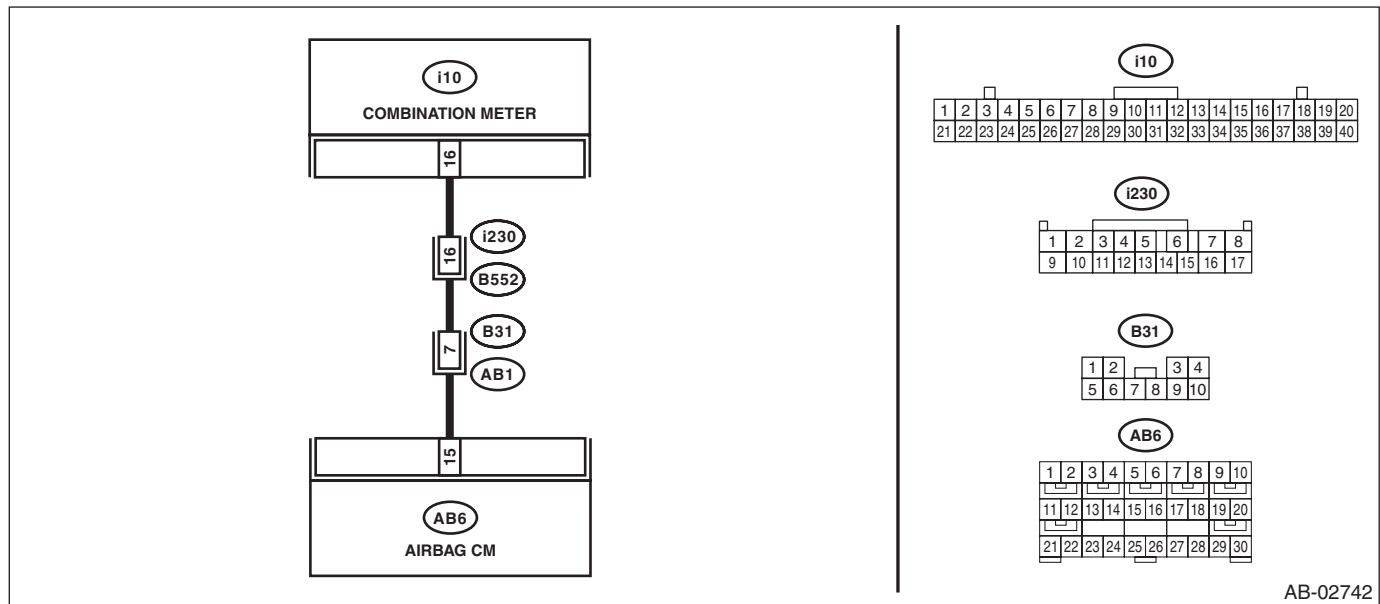 i10
COMBINATION METER
16
16
i230
B552
7
B31
AB1
15
AB6
AIRBAG CM
i10
1 2 3 4 5 6 7 8 9 10 11 12 13 14 15 16 17 18 19 20
21 22 23 24 25 26 27 28 29 30 31 32 33 34 35 36 37 38 39 40
i230
1 2 3 4 5 6 7 8
9 10 11 12 13 14 15 16 17
B31
1 2 3 4
5 6 7 8 9 10
AB6
1 2 3 4 5 6 7 8 9 10
11 12 13 14 15 16 17 18 19 20
21 22 23 24 25 26 27 28 29 30
AB-02742